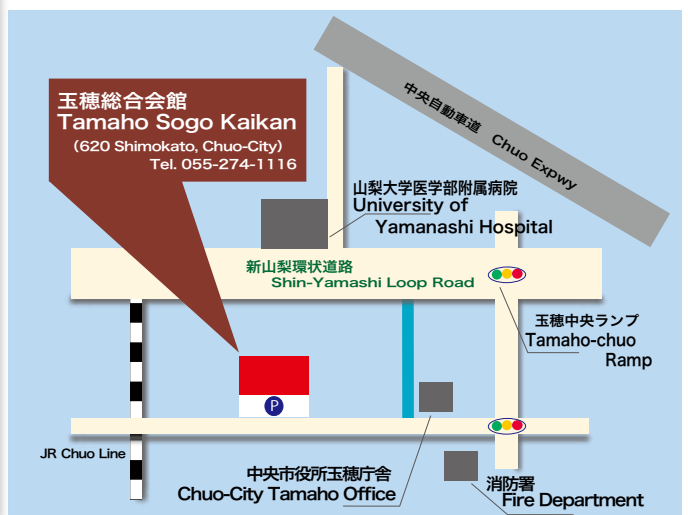 玉穂総合会館
Tamaho Sogo Kaikan
(620 Shimokato, Chuo-City)
Tel. 055-274-1116
中央自動車道 Chuo Expwy
山梨大学医学部附属病院
University of
Yamanashi Hospital
新山梨環状道路
Shin-Yamashi Loop Road
玉穂中央ランプ
Tamaho-chuo
Ramp
P
JR Chuo Line
中央市役所玉穂庁舎
Chuo-City Tamaho Office
消防署
Fire Department